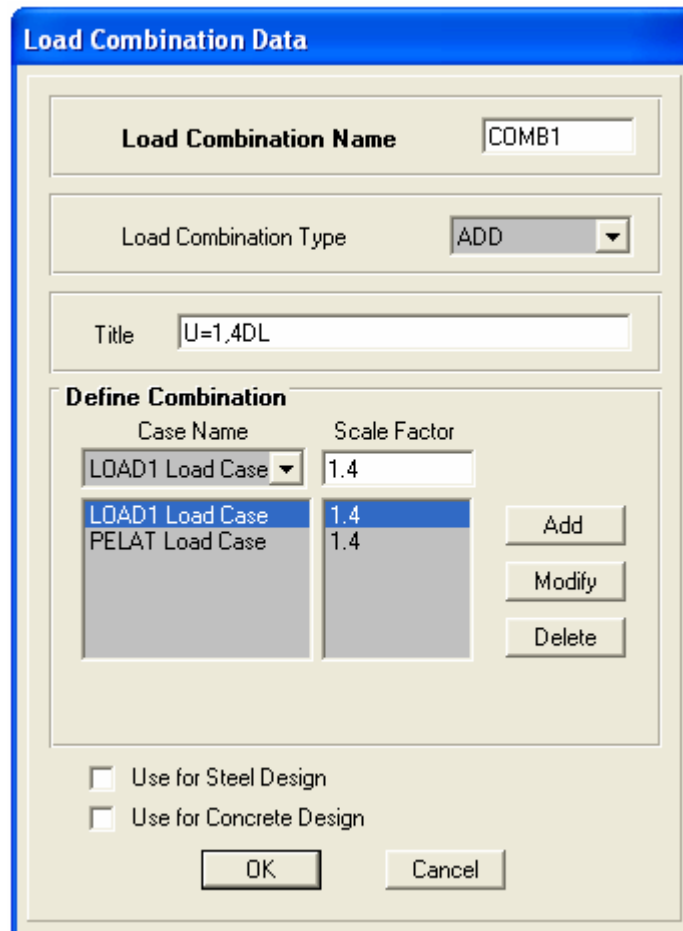 Load Combination Data
Load Combination Name COMB1
Load Combination Type ADD
Title U=1,4DL
Define Combination
Case Name Scale Factor
LOAD1 Load Case 1.4
LOAD1 Load Case 1.4
PELAT Load Case 1.4
Add
Modify
Delete
Use for Steel Design
Use for Concrete Design
OK Cancel